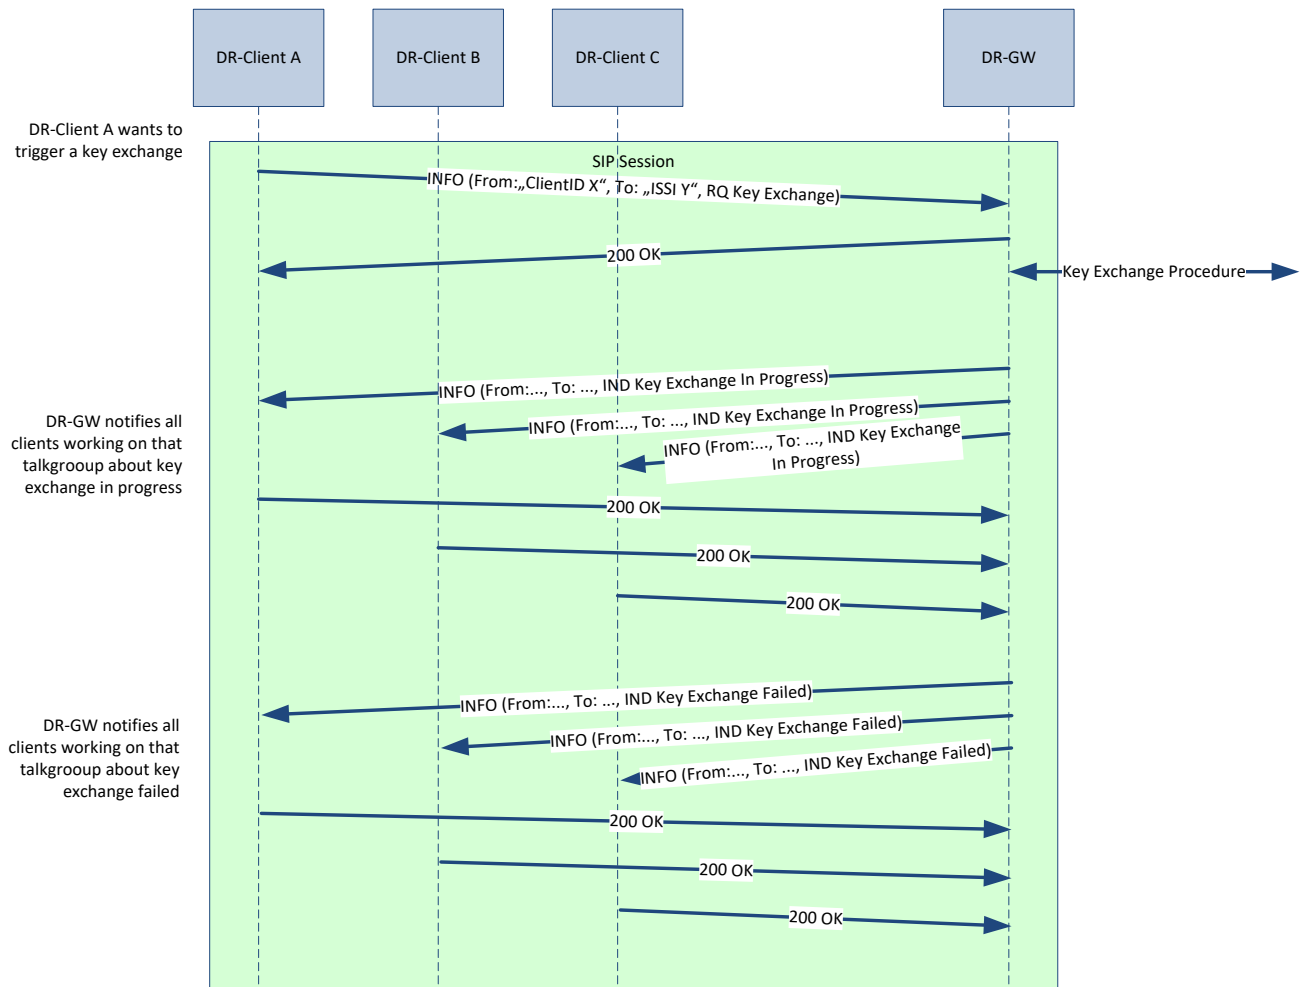 DR-Client A
DR-Client B
DR-Client C
DR-GW
DR-Client A wants to
trigger a key exchange
SIP Session
INFO (From:„ClientID X“, To: „ISSI Y“, RQ Key Exchange)
200 OK
Key Exchange Procedure
INFO (From:..., To: ..., IND Key Exchange In Progress)
DR-GW notifies all
clients working on that
talkgrooup about key
exchange in progress
INFO (From:..., To: ..., IND Key Exchange In Progress)
INFO (From:..., To: ..., IND Key Exchange
In Progress)
200 OK
200 OK
200 OK
INFO (From:..., To: ..., IND Key Exchange Failed)
DR-GW notifies all
clients working on that
talkgrooup about key
exchange failed
INFO (From:..., To: ..., IND Key Exchange Failed)
INFO (From:..., To: ..., IND Key Exchange Failed)
200 OK
200 OK
200 OK